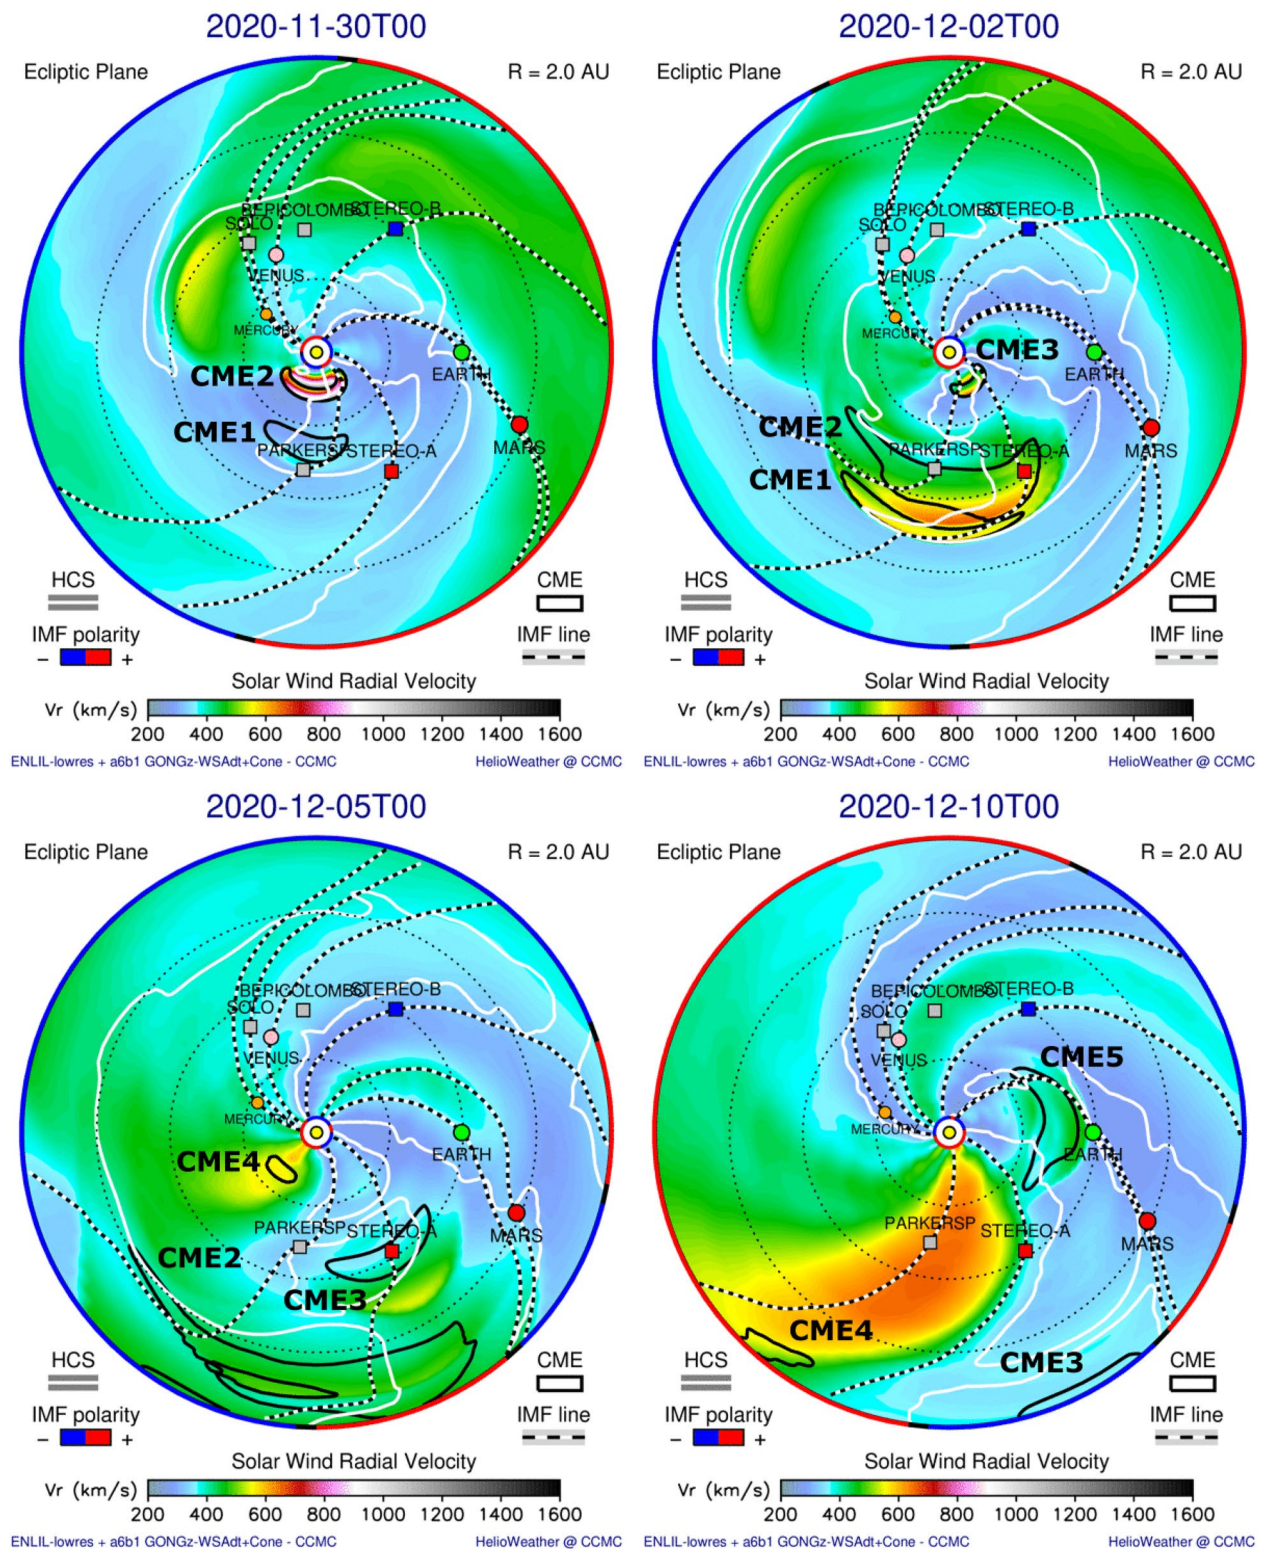 2020-11-30T00
Ecliptic Plane
R = 2.0 AU
BEPICOLOMBO
STEREO-B
SOLO
VENUS
MERCURY
CME2
EARTH
CME1
PARKERSP
STEREO-A
MARS
HCS
CME
IMF polarity
- +
IMF line
Solar Wind Radial Velocity
Vr (km/s)
200 400 600 800 1000 1200 1400 1600
ENLIL-lowres + a6b1 GONGz-WSAdt+Cone - CCMC
HelioWeather @ CCMC
2020-12-02T00
Ecliptic Plane
R = 2.0 AU
BEPICOLOMBO
STEREO-B
SOLO
VENUS
MERCURY
CME3
EARTH
CME2
PARKERSP
STEREO-A
MARS
CME1
HCS
CME
IMF polarity
- +
IMF line
Solar Wind Radial Velocity
Vr (km/s)
200 400 600 800 1000 1200 1400 1600
ENLIL-lowres + a6b1 GONGz-WSAdt+Cone - CCMC
HelioWeather @ CCMC
2020-12-05T00
Ecliptic Plane
R = 2.0 AU
BEPICOLOMBO
STEREO-B
SOLO
VENUS
MERCURY
CME4
EARTH
PARKERSP
STEREO-A
MARS
CME2
CME3
HCS
CME
IMF polarity
- +
IMF line
Solar Wind Radial Velocity
Vr (km/s)
200 400 600 800 1000 1200 1400 1600
ENLIL-lowres + a6b1 GONGz-WSAdt+Cone - CCMC
HelioWeather @ CCMC
2020-12-10T00
Ecliptic Plane
R = 2.0 AU
BEPICOLOMBO
STEREO-B
SOLO
VENUS
CME5
MERCURY
EARTH
PARKERSP
STEREO-A
MARS
CME4
CME3
HCS
CME
IMF polarity
- +
IMF line
Solar Wind Radial Velocity
Vr (km/s)
200 400 600 800 1000 1200 1400 1600
ENLIL-lowres + a6b1 GONGz-WSAdt+Cone - CCMC
HelioWeather @ CCMC